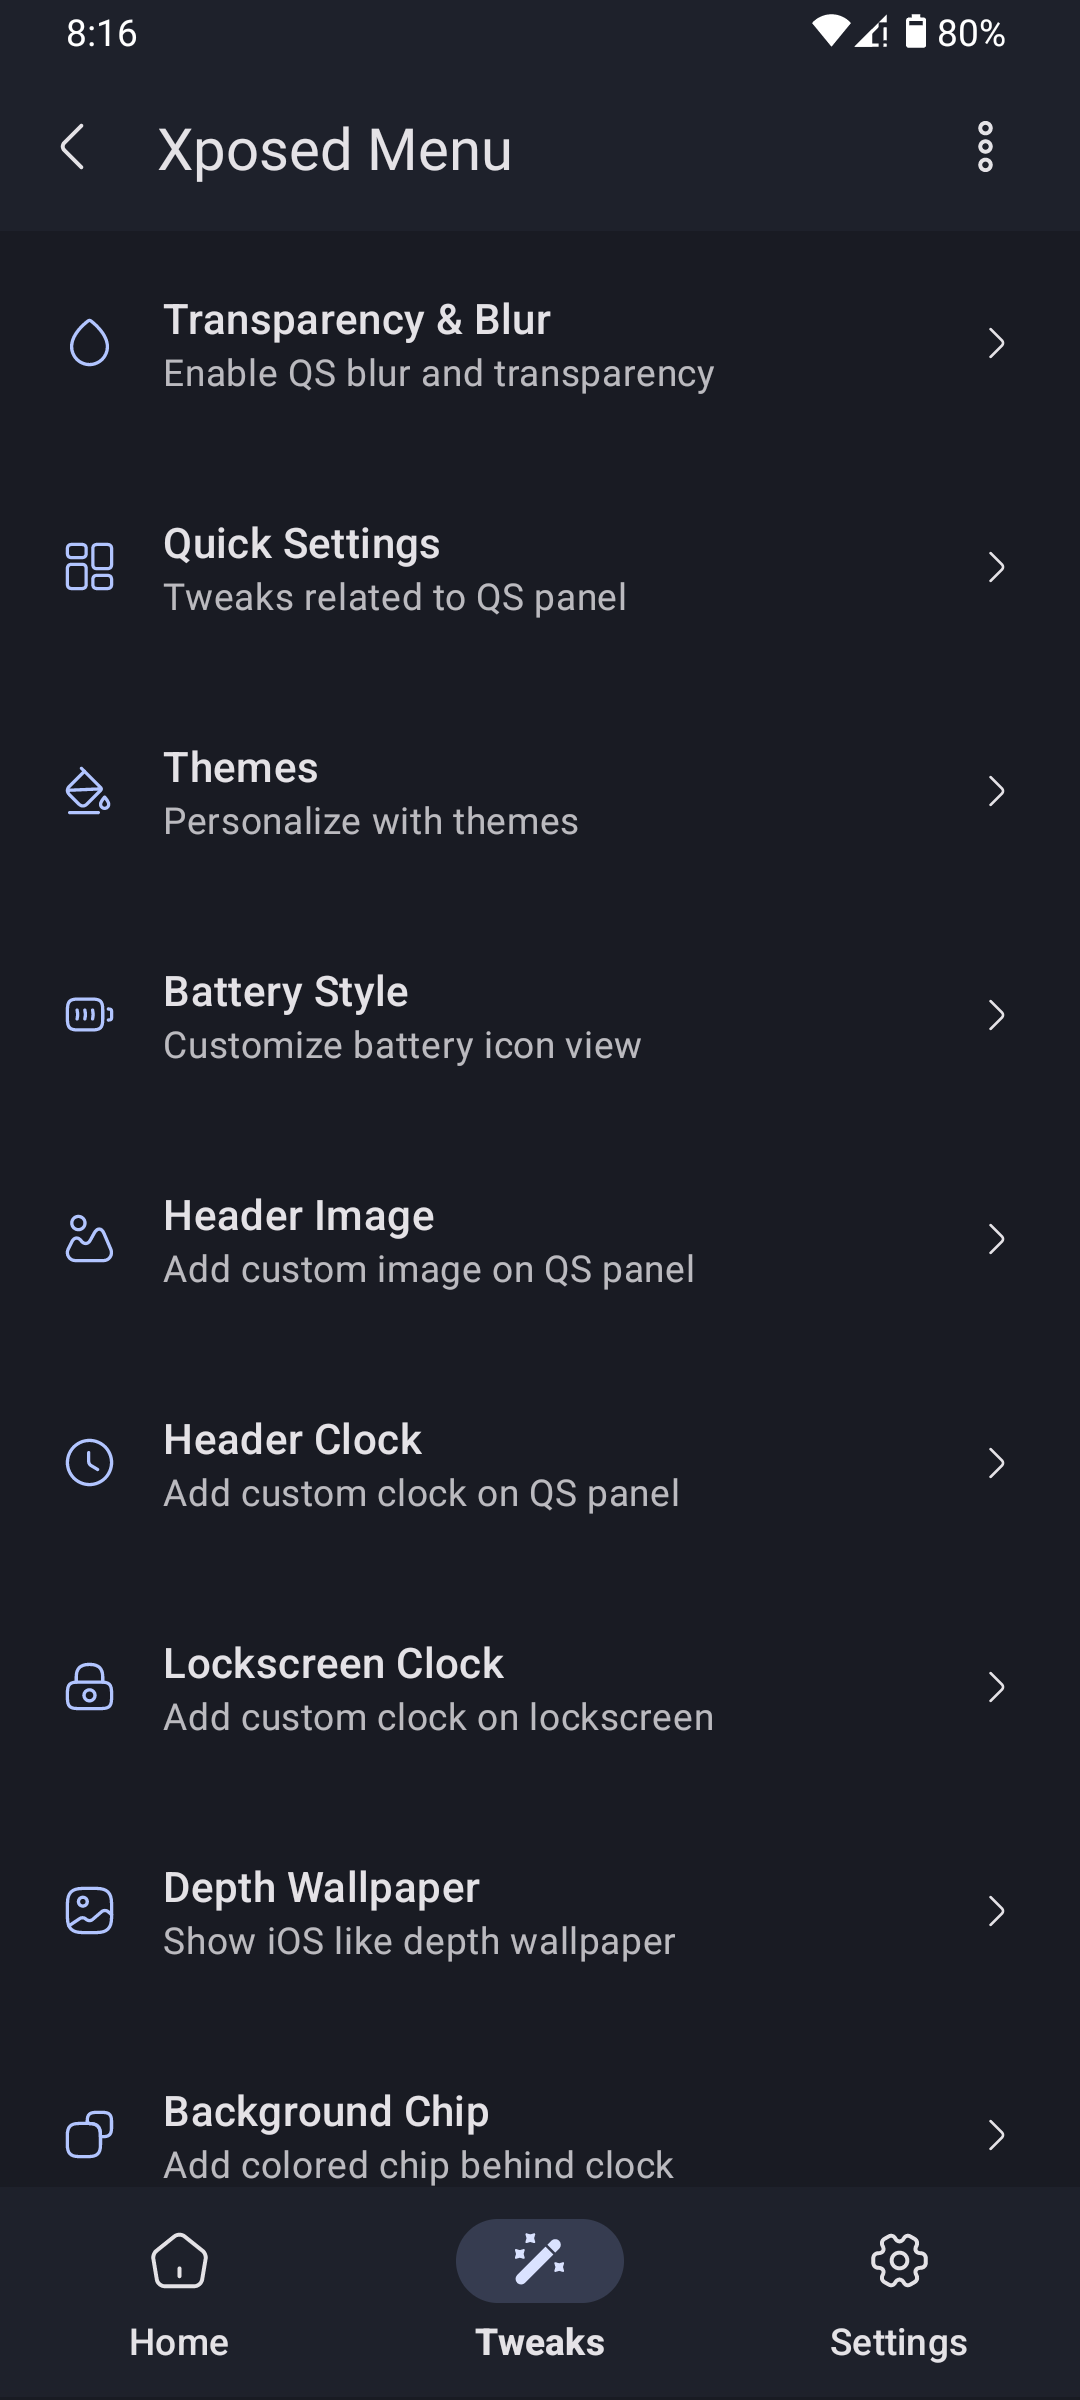 8:16
80%
Xposed Menu
Transparency & Blur
Enable QS blur and transparency
Quick Settings
Tweaks related to QS panel
Themes
Personalize with themes
Battery Style
Customize battery icon view
Header Image
Add custom image on QS panel
Header Clock
Add custom clock on QS panel
Lockscreen Clock
Add custom clock on lockscreen
Depth Wallpaper
Show iOS like depth wallpaper
Background Chip
Add colored chip behind clock
Home
Tweaks
Settings